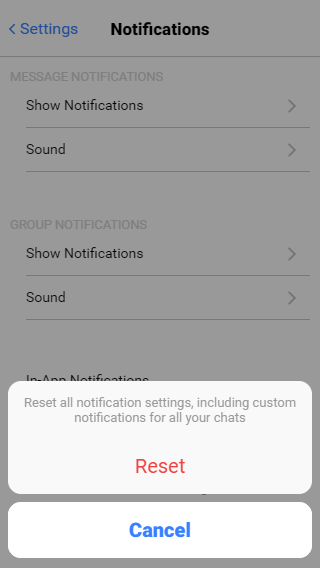 Settings
Notifications
MESSAGE NOTIFICATIONS
Show Notifications
Sound
GROUP NOTIFICATIONS
Show Notifications
Sound
In-App Notifications
Reset all notification settings, including custom
notifications for all your chats
Reset
Cancel